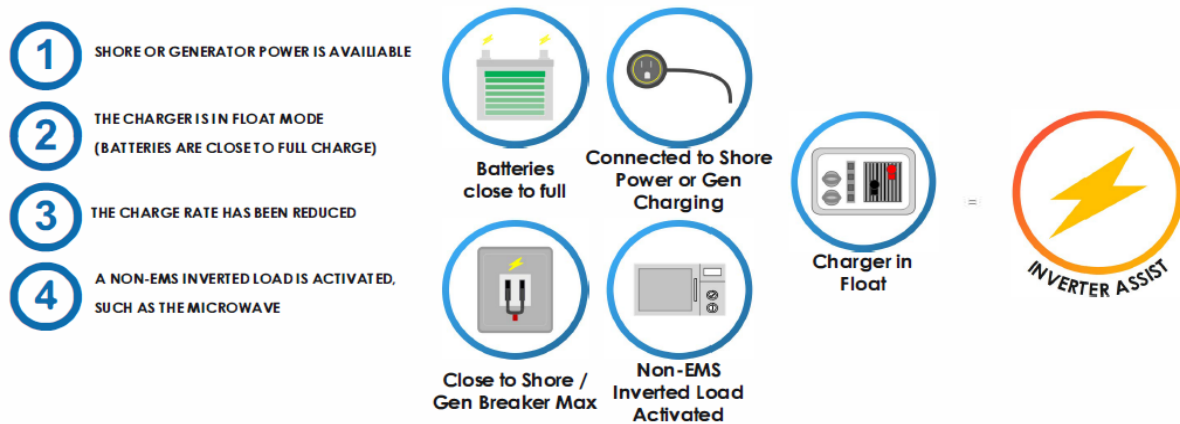 1
SHORE OR GENERATOR POWER IS AVAILIABLE
2
THE CHARGER IS IN FLOAT MODE
(BATTERIES ARE CLOSE TO FULL CHARGE)
3
THE CHARGE RATE HAS BEEN REDUCED
4
A NON-EMS INVERTED LOAD IS ACTIVATED,
SUCH AS THE MICROWAVE
Batteries
close to full
Connected to Shore
Power or Gen
Charging
Close to Shore /
Gen Breaker Max
Non-EMS
Inverted Load
Activated
Charger in
Float
=
INVERTER ASSIST